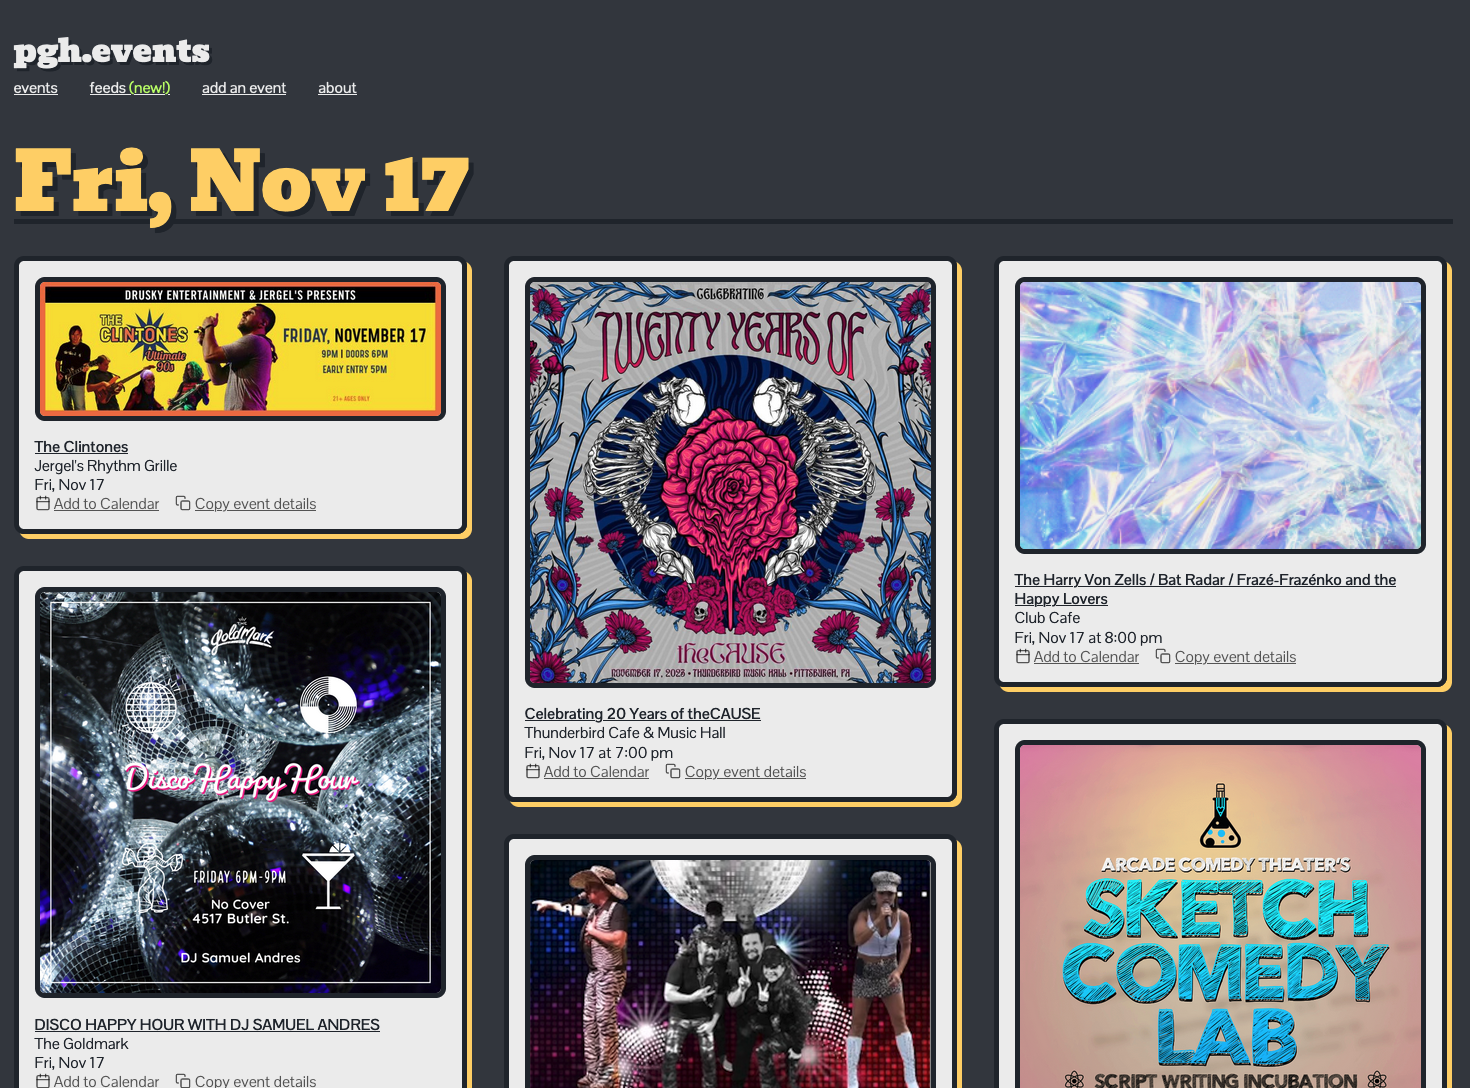 pgh.events
events feeds (new!) add an event about
Fri, Nov 17
DRUSKY ENTERTAINMENT & JERGEL'S PRESENTS
THE
CLINTONES
Ultimate
90s
FRIDAY, NOVEMBER 17
9PM | DOORS 6PM
EARLY ENTRY 5PM
21+ AGES ONLY
The Clintones
Jergel's Rhythm Grille
Fri, Nov 17
Add to Calendar Copy event details
THE
GoldMark
Disco Happy Hour
FRIDAY 6PM-9PM
No Cover
4517 Butler St.
DJ Samuel Andres
DISCO HAPPY HOUR WITH DJ SAMUEL ANDRES
The Goldmark
Fri, Nov 17
Add to Calendar Copy event details
CELEBRATING
TWENTY YEARS OF
theCAUSE
NOVEMBER 17, 2023 • THUNDERBIRD MUSIC HALL • PITTSBURGH, PA
Celebrating 20 Years of theCAUSE
Thunderbird Cafe & Music Hall
Fri, Nov 17 at 7:00 pm
Add to Calendar Copy event details
The Harry Von Zells / Bat Radar / Frazé-Frazénko and the
Happy Lovers
Club Cafe
Fri, Nov 17 at 8:00 pm
Add to Calendar Copy event details
ARCADE COMEDY THEATER'S
SKETCH
COMEDY
LAB
SCRIPT WRITING INCUBATION